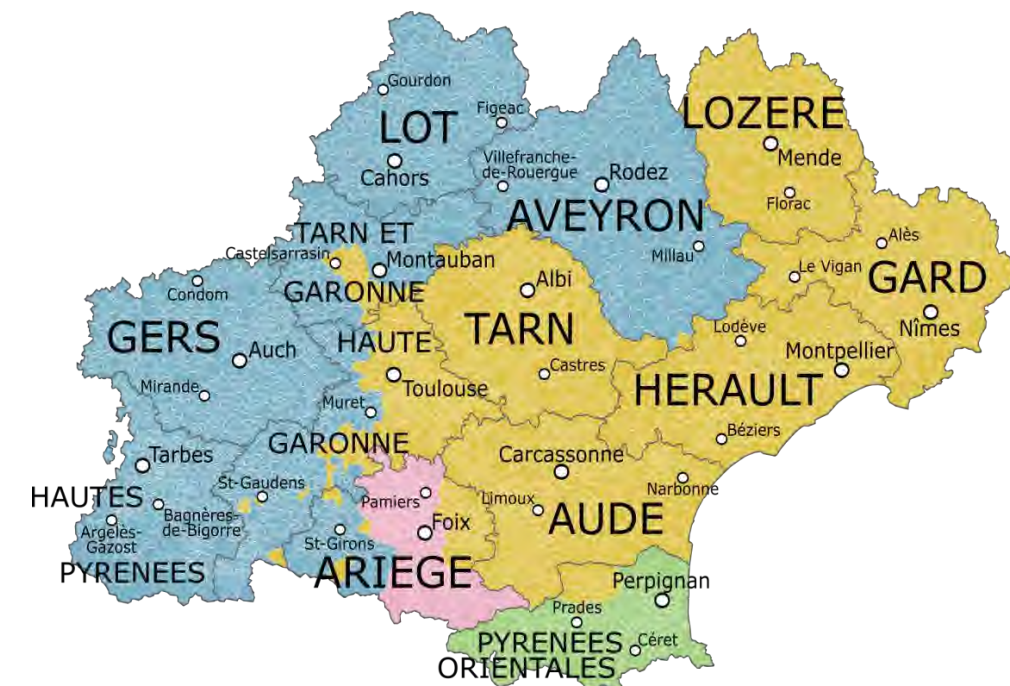 Gourdon
LOT
Figeac
Cahors
LOZERE
Mende
Florac
Villefranche-
de-Rouergue
Rodez
AVEYRON
Millau
TARN ET
Castelsarrasin
Montauban
GARONNE
Alès
Le Vigan
GARD
Nîmes
Condom
GERS
Auch
Mirande
HAUTE
Toulouse
Muret
GARONNE
Albi
TARN
Castres
Lodève
Montpellier
HERAULT
Béziers
Tarbes
HAUTES
Argelès-
Gazost
Bagnères-
de-Bigorre
PYRENEES
St-Gaudens
St-Girons
Pamiers
Foix
ARIEGE
Carcassonne
Limoux
Narbonne
AUDE
Perpignan
Prades
Céret
PYRENEES
ORIENTALES